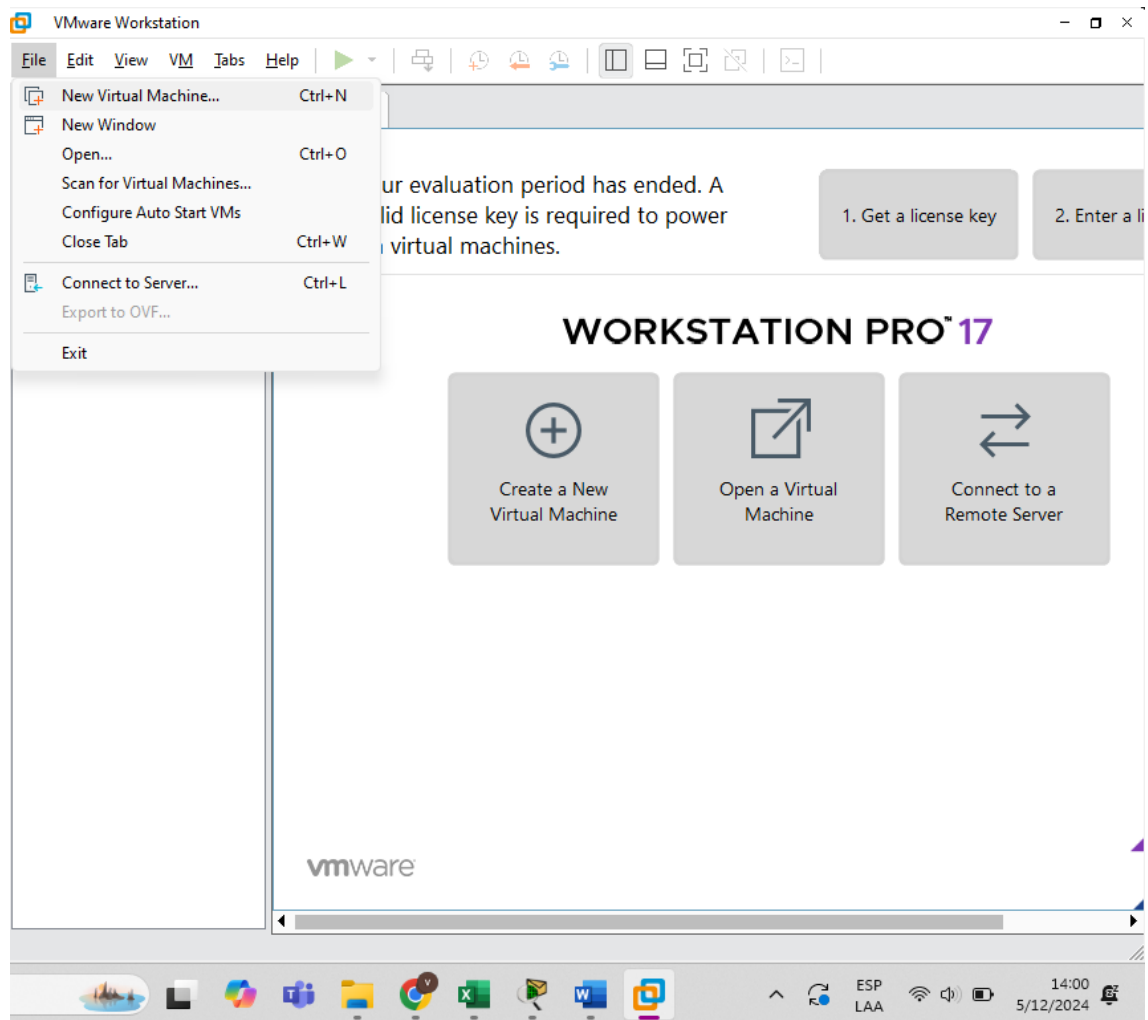 VMware Workstation
File Edit View VM Tabs Help
New Virtual Machine... Ctrl+N
New Window
Open... Ctrl+O
Scan for Virtual Machines...
Configure Auto Start VMs
Close Tab Ctrl+W
Connect to Server... Ctrl+L
Export to OVF...
Exit
ur evaluation period has ended. A
lid license key is required to power
virtual machines.
1. Get a license key
2. Enter a li
WORKSTATION PRO™ 17
Create a New
Virtual Machine
Open a Virtual
Machine
Connect to a
Remote Server
vmware
ESP
LAA
14:00
5/12/2024